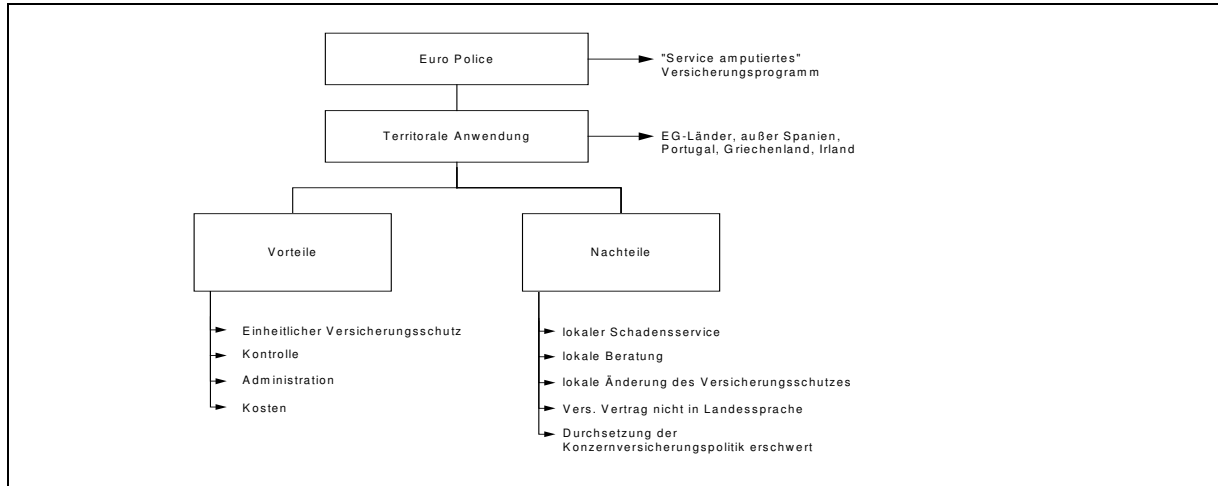 Euro Police
"Service amputiertes"
Versicherungsprogramm
Territorale Anwendung
EG-Länder, außer Spanien,
Portugal, Griechenland, Irland
Vorteile
Einheitlicher Versicherungsschutz
Kontrolle
Administration
Kosten
Nachteile
lokaler Schadensservice
lokale Beratung
lokale Änderung des Versicherungsschutzes
Vers. Vertrag nicht in Landessprache
Durchsetzung der
Konzernversicherungspolitik erschwert